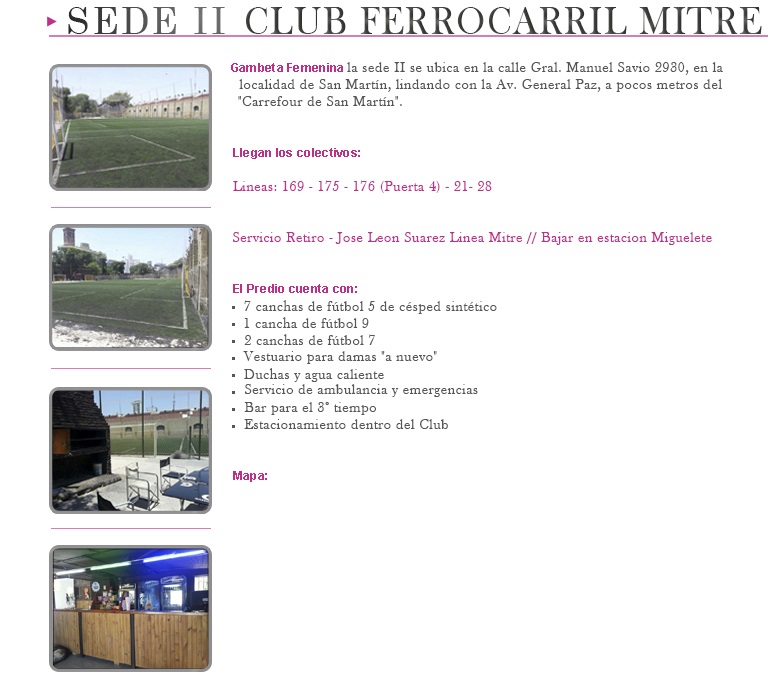 SEDE II CLUB FERROCARRIL MITRE
Gambeta Femenina la sede II se ubica en la calle Gral. Manuel Savio 2930, en la
localidad de San Martín, lindando con la Av. General Paz, a pocos metros del
"Carrefour de San Martín".
Llegan los colectivos:
Lineas: 169 - 175 - 176 (Puerta 4) - 21- 28
Servicio Retiro - Jose Leon Suarez Linea Mitre // Bajar en estacion Miguelete
El Predio cuenta con:
▪ 7 canchas de fútbol 5 de césped sintético
▪ 1 cancha de fútbol 9
▪ 2 canchas de fútbol 7
▪ Vestuario para damas "a nuevo"
▪ Duchas y agua caliente
▪ Servicio de ambulancia y emergencias
▪ Bar para el 3° tiempo
▪ Estacionamiento dentro del Club
Mapa: